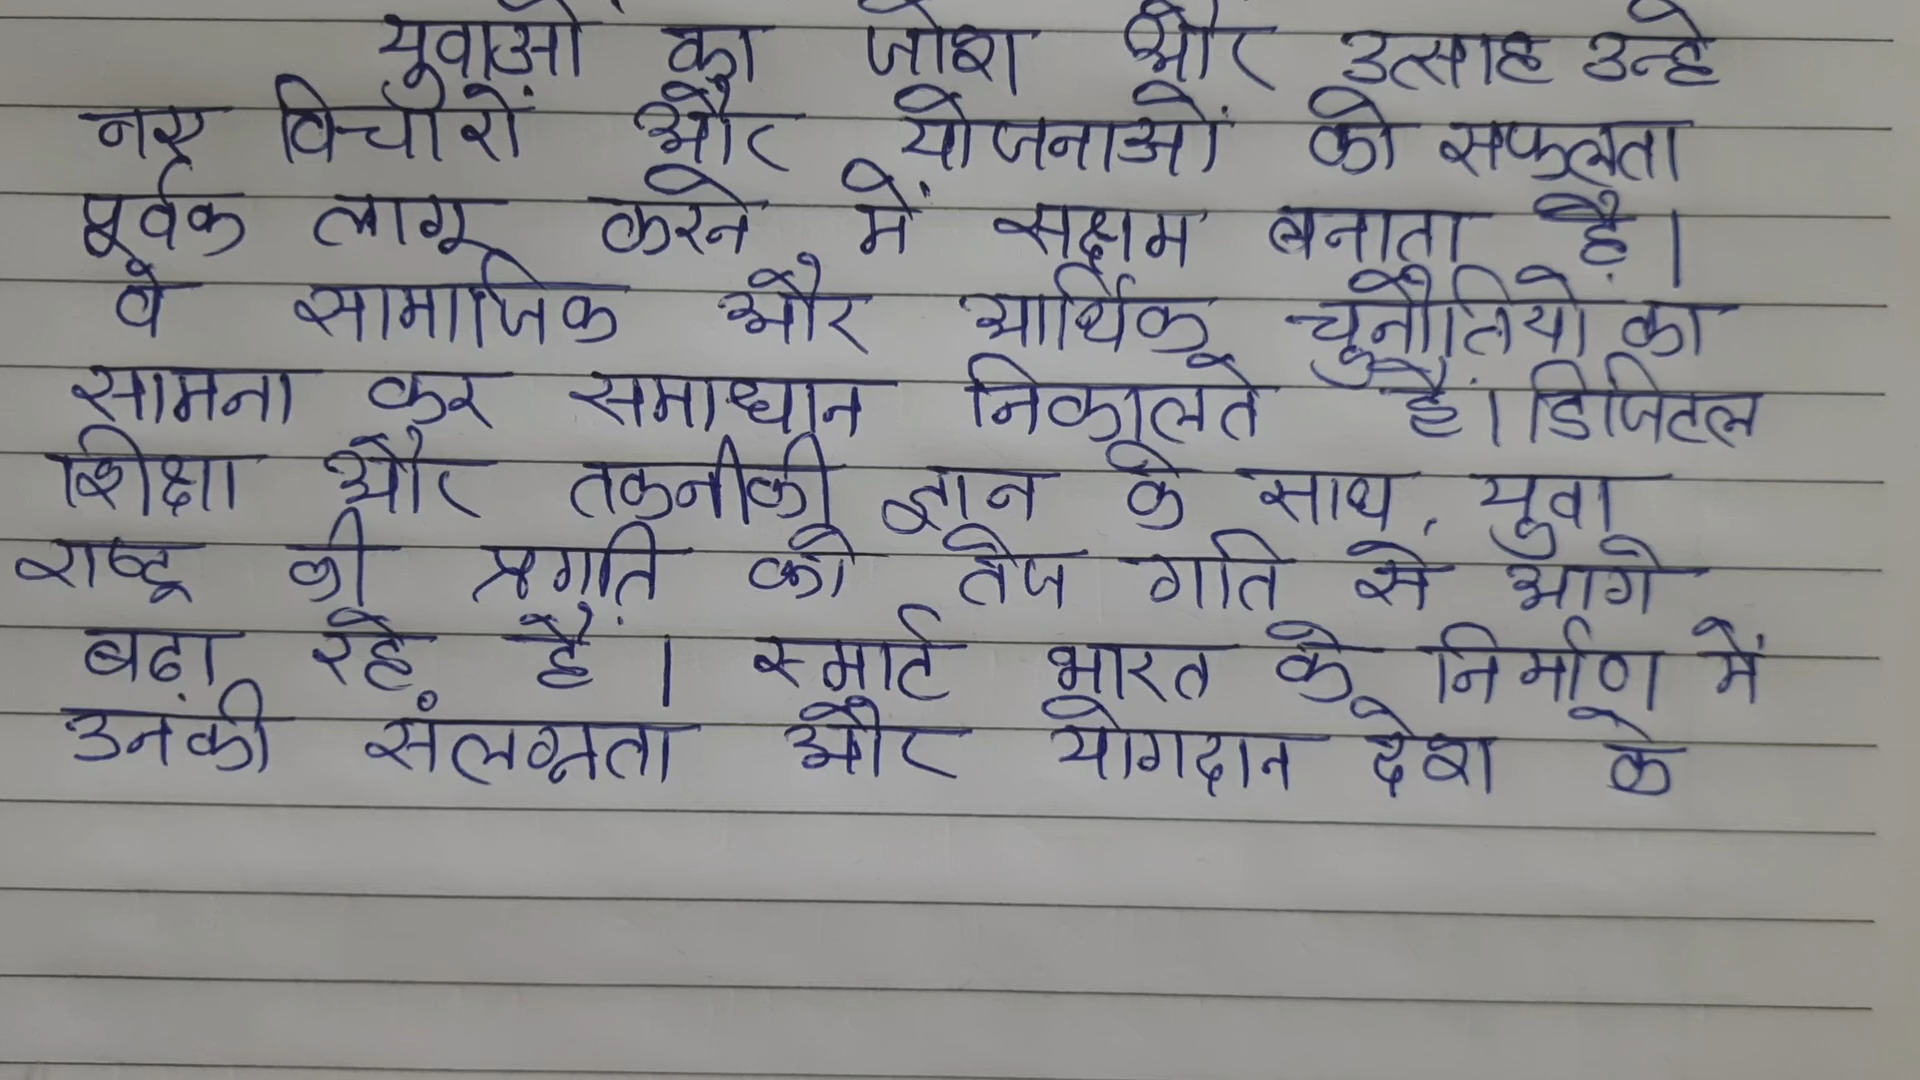 युवाओं का जोश और उत्साह उन्हे
नए विचारों और योजनाओं को सफलता
पूर्वक लागू करने में सक्षम बनाता है।
वे सामाजिक और आर्थिक चुनौतियो का
सामना कर समाधान निकालते हैं। डिजिटल
शिक्षा और तकनीकी ज्ञान के साथ, युवा
राष्ट्र की प्रगति को तेज गति से आगे
बढ़ा रहे हैं। स्मार्ट भारत के निर्माण में
उनकी संलग्नता और योगदान देश के